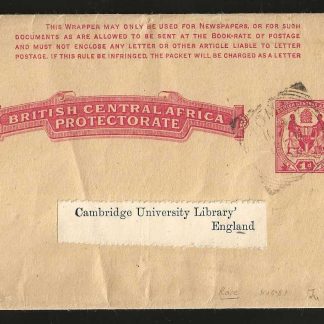 THIS WRAPPER MAY ONLY BE USED FOR NEWSPAPERS, OR FOR SUCH
DOCUMENTS AS ARE ALLOWED TO BE SENT AT THE BOOK-RATE OF POSTAGE
AND MUST NOT ENCLOSE ANY LETTER OR OTHER ARTICLE LIABLE TO LETTER
POSTAGE. IF THIS RULE BE INFRINGED, THE PACKET WILL BE CHARGED AS A LETTER
BRITISH CENTRAL AFRICA
PROTECTORATE
1d
Cambridge University Library'
England
Rare